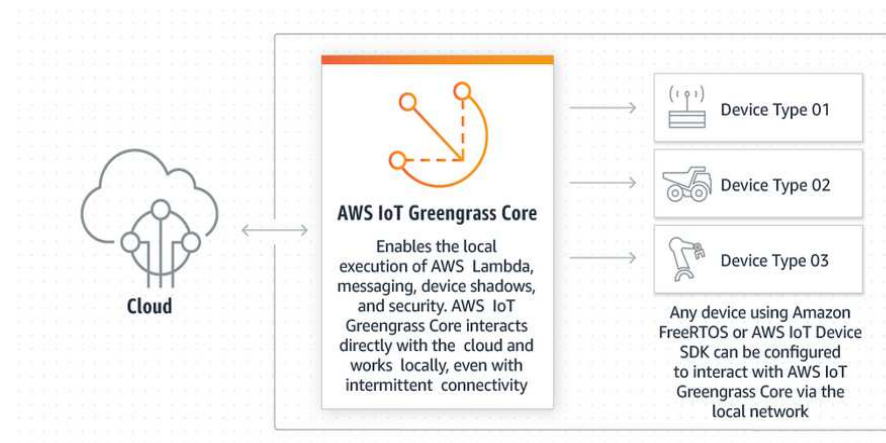 Cloud
AWS IoT Greengrass Core
Enables the local
execution of AWS Lambda,
messaging, device shadows,
and security. AWS IoT
Greengrass Core interacts
directly with the cloud and
works locally, even with
intermittent connectivity
Device Type 01
Device Type 02
Device Type 03
Any device using Amazon
FreeRTOS or AWS IoT Device
SDK can be configured
to interact with AWS IoT
Greengrass Core via the
local network